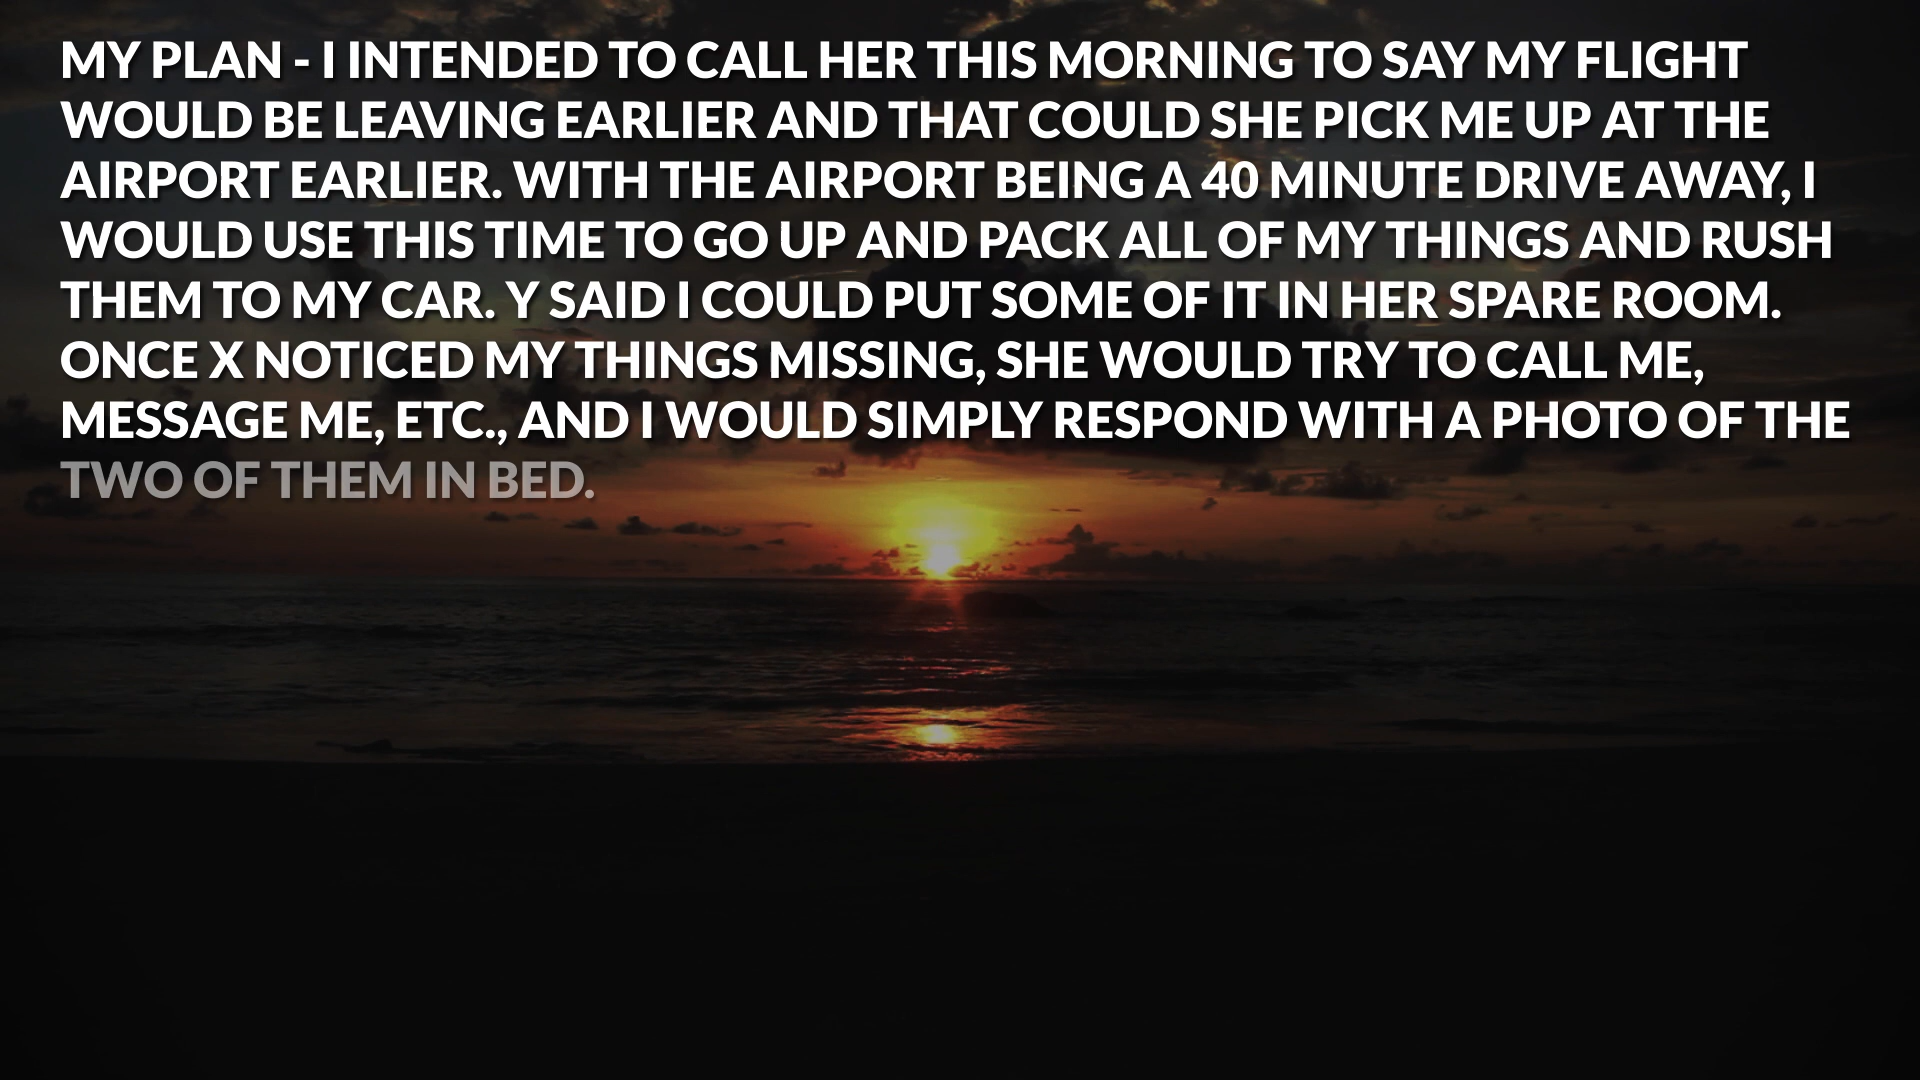 MY PLAN - I INTENDED TO CALL HER THIS MORNING TO SAY MY FLIGHT
WOULD BE LEAVING EARLIER AND THAT COULD SHE PICK ME UP AT THE
AIRPORT EARLIER. WITH THE AIRPORT BEING A 40 MINUTE DRIVE AWAY, I
WOULD USE THIS TIME TO GO UP AND PACK ALL OF MY THINGS AND RUSH
THEM TO MY CAR. Y SAID I COULD PUT SOME OF IT IN HER SPARE ROOM.
ONCE X NOTICED MY THINGS MISSING, SHE WOULD TRY TO CALL ME,
MESSAGE ME, ETC., AND I WOULD SIMPLY RESPOND WITH A PHOTO OF THE
TWO OF THEM IN BED.